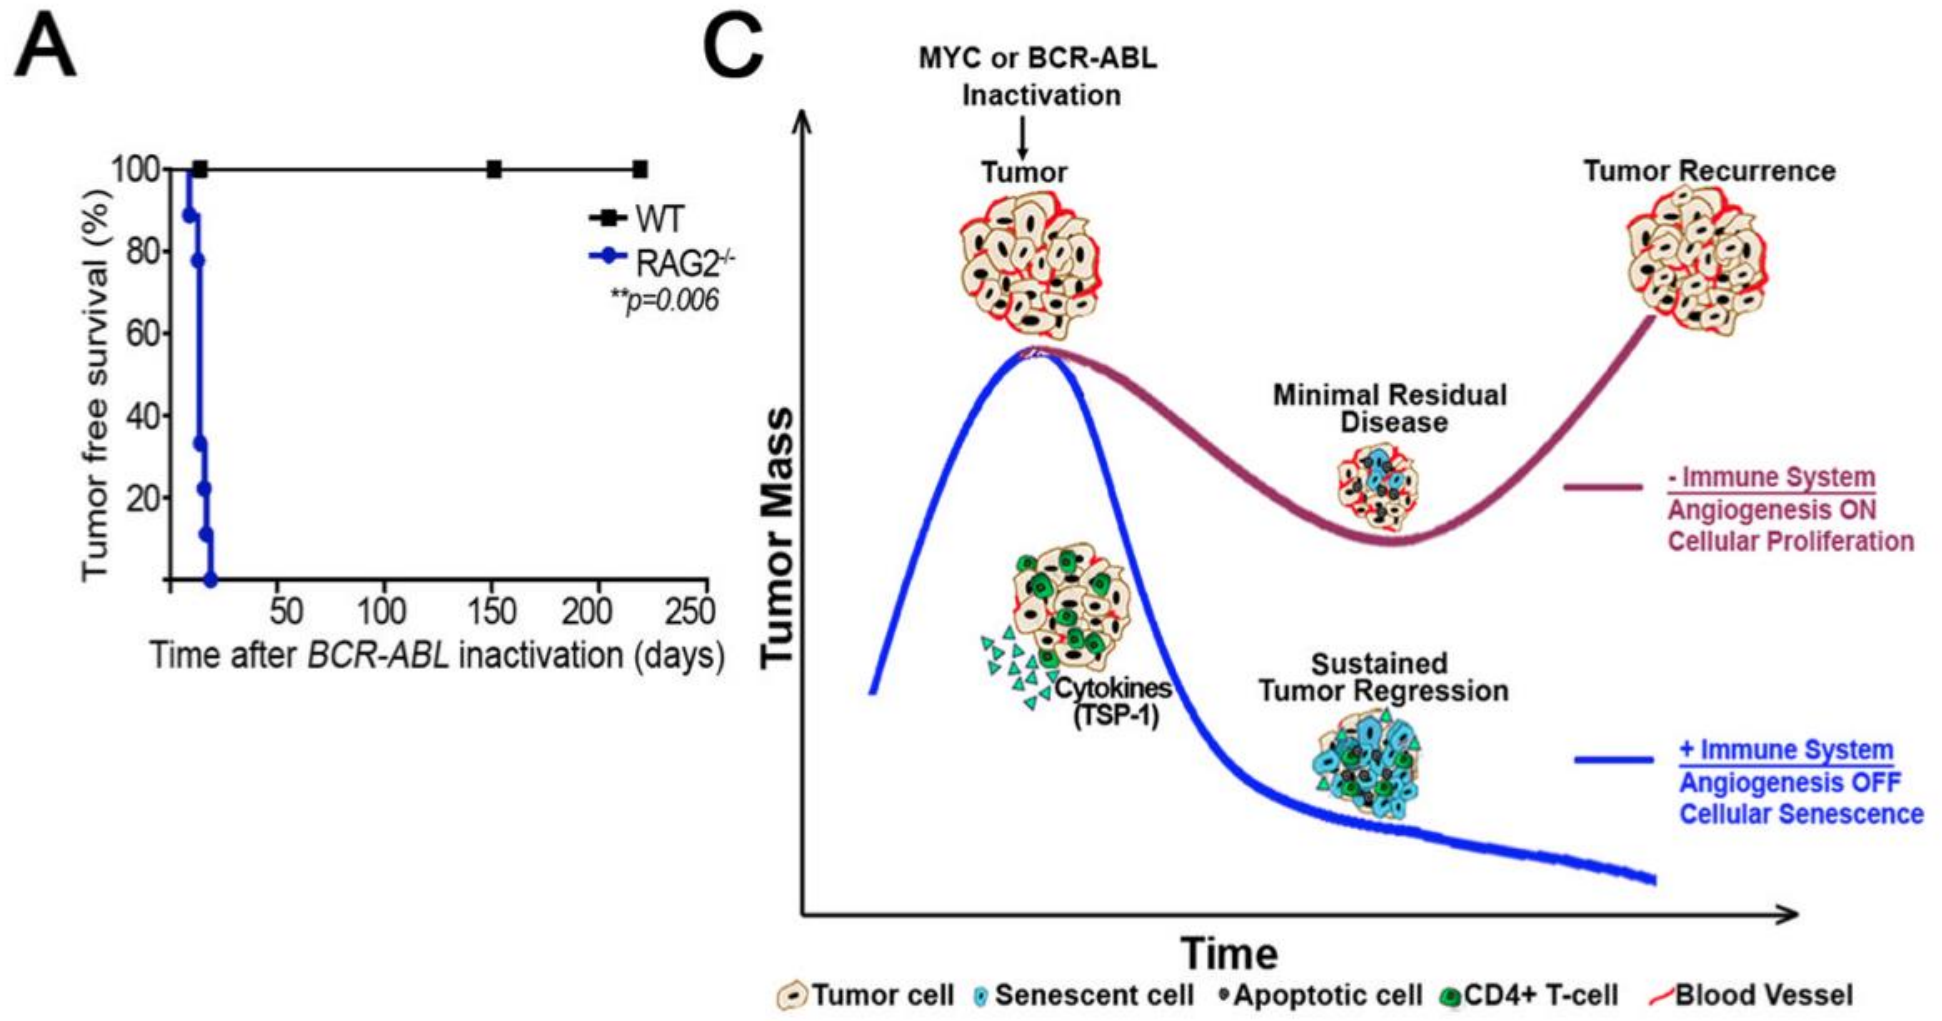 A
100
80
60
40
20
Tumor free survival (%)
WT
RAG2-/-
**p=0.006
50 100 150 200 250
Time after BCR-ABL inactivation (days)
C
MYC or BCR-ABL
Inactivation
Tumor
Tumor Recurrence
Minimal Residual
Disease
Tumor Mass
- Immune System
Angiogenesis ON
Cellular Proliferation
Cytokines
(TSP-1)
Sustained
Tumor Regression
+ Immune System
Angiogenesis OFF
Cellular Senescence
Time
Tumor cell Senescent cell Apoptotic cell CD4+ T-cell Blood Vessel